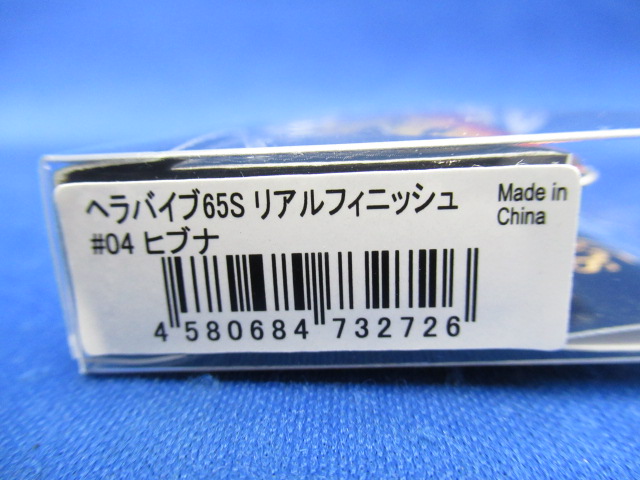 ヘラバイブ65S リアルフィニッシュ
#04 ヒブナ
Made in
China
4 580684 732726